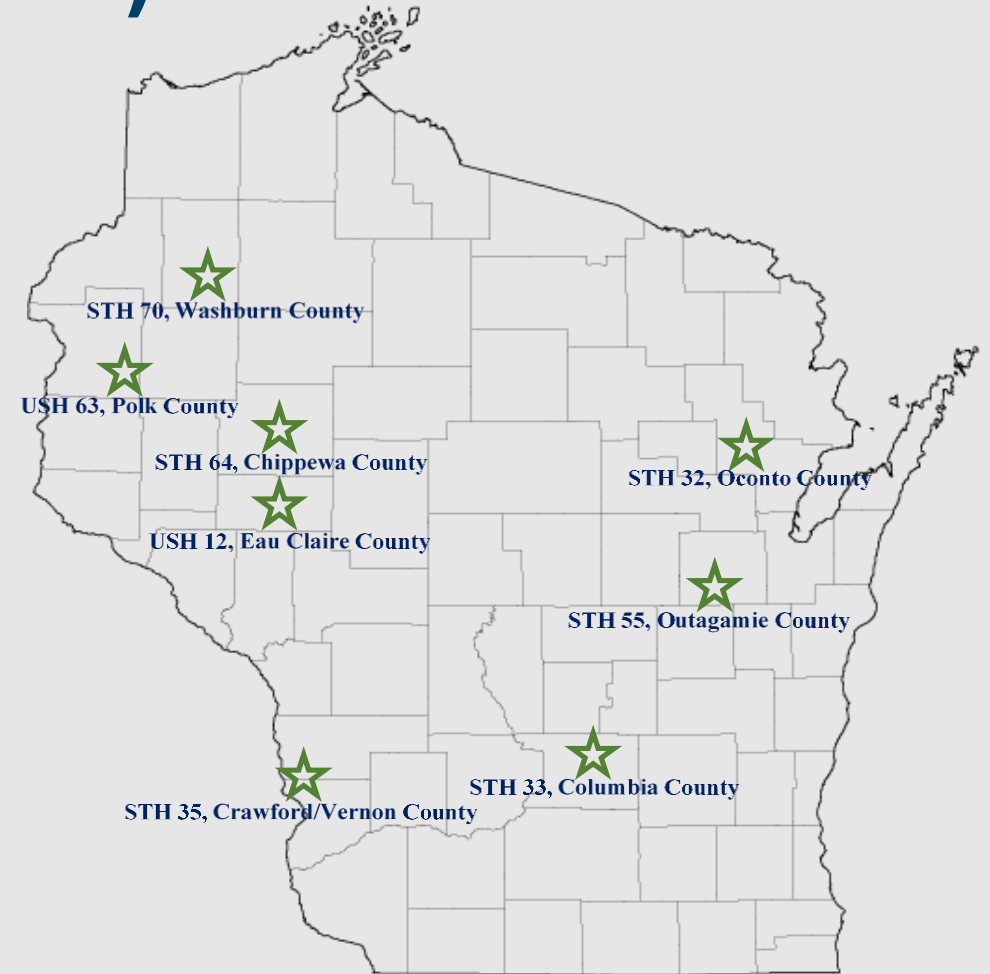 STH 70, Washburn County
USH 63, Polk County
STH 64, Chippewa County
STH 32, Oconto County
USH 12, Eau Claire County
STH 55, Outagamie County
STH 33, Columbia County
STH 35, Crawford/Vernon County